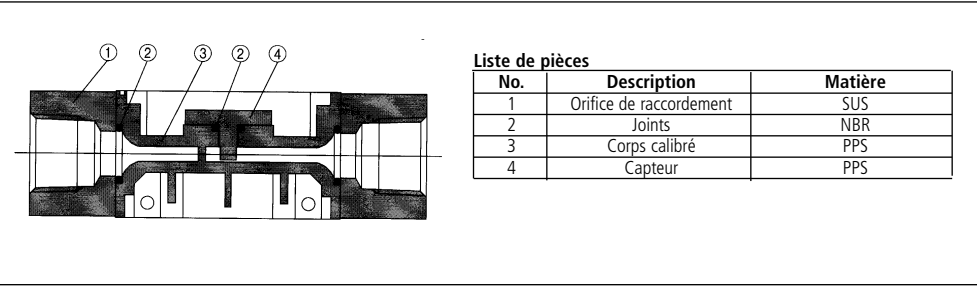 ① ② ③ ② ④
Liste de pièces
No. Description Matière
1 Orifice de raccordement SUS
2 Joints NBR
3 Corps calibré PPS
4 Capteur PPS